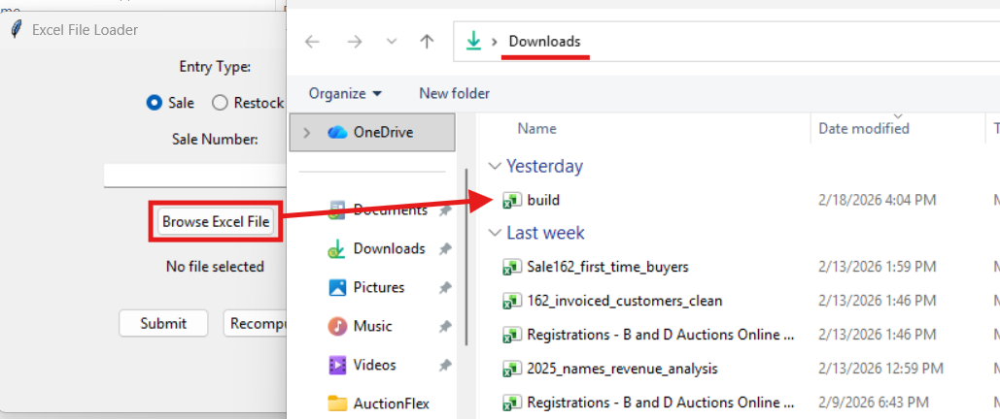 Excel File Loader
Entry Type:
Sale
Restock
Sale Number:
Browse Excel File
No file selected
Submit
Downloads
Organize
New folder
OneDrive
Documents
Downloads
Pictures
Music
Videos
AuctionFlex
Name
Date modified
Yesterday
build 2/18/2026 4:04 PM
Last week
Sale162_first_time_buyers 2/13/2026 1:59 PM
162_invoiced_customers_clean 2/13/2026 1:46 PM
Registrations - B and D Auctions Online ... 2/13/2026 1:46 PM
2025_names_revenue_analysis 2/13/2026 12:59 PM
Registrations - B and D Auctions Online ... 2/9/2026 6:43 PM